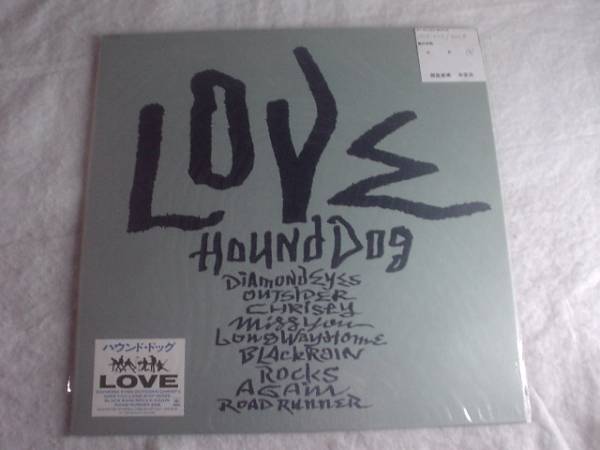 LOVE
HOUND DOG
DIAMOND EYES
OUTSIDER
CHRISEY
Miss You
LONG WAY HOME
BLACK RAIN
ROCKS
AGAIN
ROAD RUNNER
ハウンド・ドッグ
LOVE